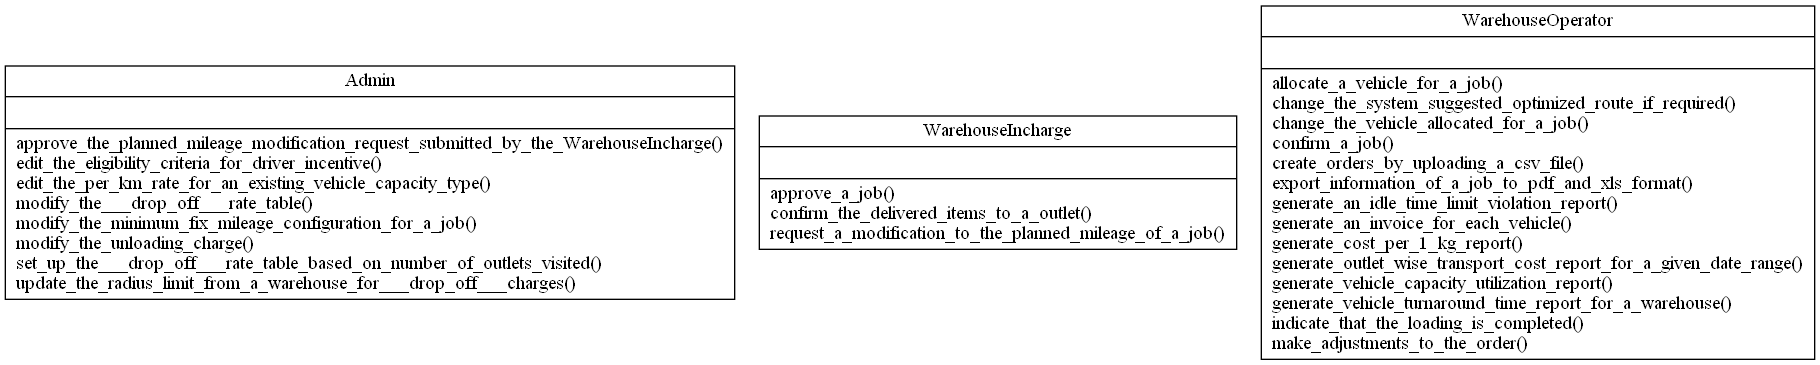 Admin
approve_the_planned_mileage_modification_request_submitted_by_the_WarehouseIncharge()
edit_the_eligibility_criteria_for_driver_incentive()
edit_the_per_km_rate_for_an_existing_vehicle_capacity_type()
modify_the___drop_off___rate_table()
modify_the_minimum_fix_mileage_configuration_for_a_job()
modify_the_unloading_charge()
set_up_the___drop_off___rate_table_based_on_number_of_outlets_visited()
update_the_radius_limit_from_a_warehouse_for___drop_off___charges()
WarehouseIncharge
approve_a_job()
confirm_the_delivered_items_to_a_outlet()
request_a_modification_to_the_planned_mileage_of_a_job()
WarehouseOperator
allocate_a_vehicle_for_a_job()
change_the_system_suggested_optimized_route_if_required()
change_the_vehicle_allocated_for_a_job()
confirm_a_job()
create_orders_by_uploading_a_csv_file()
export_information_of_a_job_to_pdf_and_xls_format()
generate_an_idle_time_limit_violation_report()
generate_an_invoice_for_each_vehicle()
generate_cost_per_1_kg_report()
generate_outlet_wise_transport_cost_report_for_a_given_date_range()
generate_vehicle_capacity_utilization_report()
generate_vehicle_turnaround_time_report_for_a_warehouse()
indicate_that_the_loading_is_completed()
make_adjustments_to_the_order()